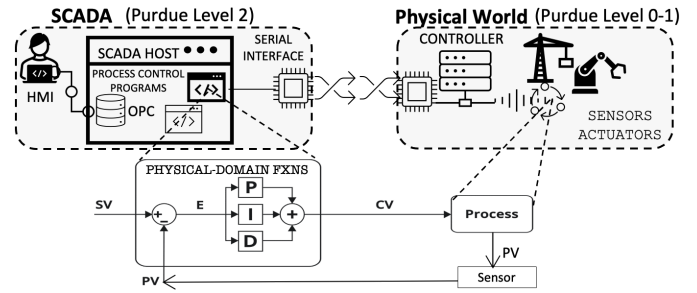 SCADA (Purdue Level 2)
Physical World (Purdue Level 0-1)
SCADA HOST
SERIAL
INTERFACE
CONTROLLER
</>
HMI
PROCESS CONTROL
PROGRAMS
OPC
</>
</>
SENSORS
ACTUATORS
PHYSICAL-DOMAIN FXNS
SV
+
-
E
P
I
D
+
CV
Process
PV
PV
Sensor